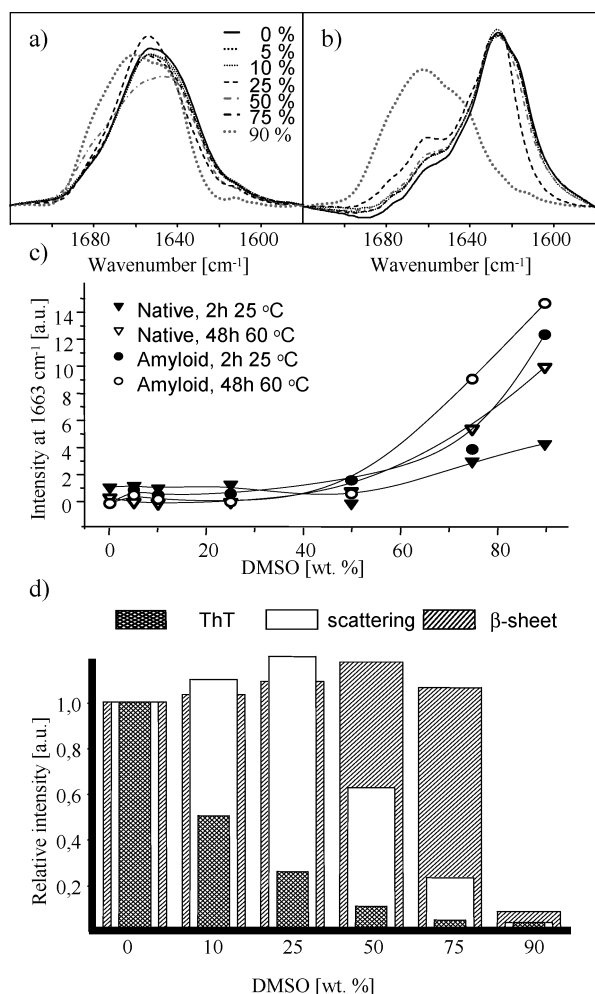 a)
0 %
5 %
10 %
25 %
50 %
75 %
90 %
b)
1680 1640 1600
Wavenumber [cm-1]
1680 1640 1600
Wavenumber [cm-1]
c)
Intensity at 1663 cm-1 [a.u.]
14
12
10
8
6
4
2
0
Native, 2h 25 °C
Native, 48h 60 °C
Amyloid, 2h 25 °C
Amyloid, 48h 60 °C
0 20 40 60 80 100
DMSO [wt. %]
d)
ThT scattering β-sheet
Relative intensity [a.u.]
1,0
0,8
0,6
0,4
0,2
0 10 25 50 75 90
DMSO [wt. %]